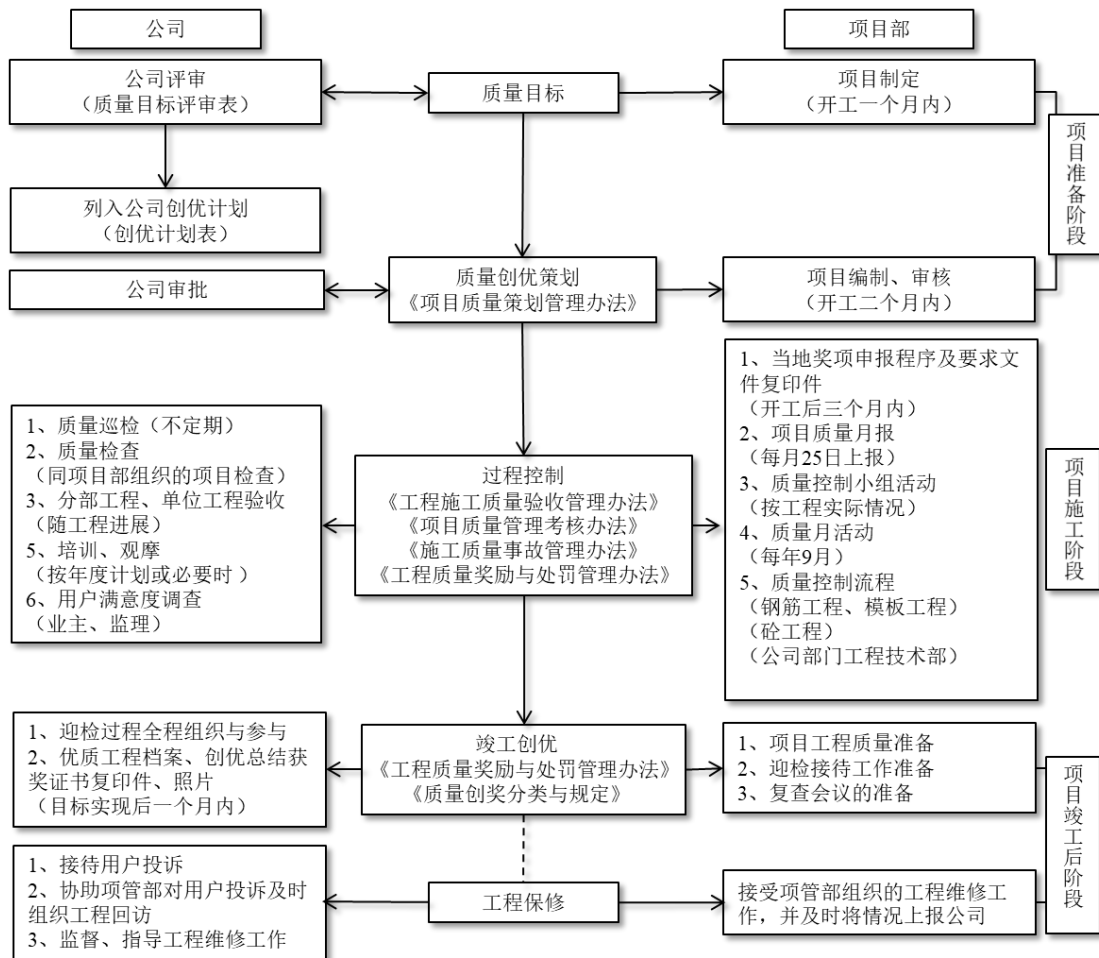 公司
项目部
公司评审
（质量目标评审表）
质量目标
项目制定
（开工一个月内）
项目准备阶段
列入公司创优计划
（创优计划表）
公司审批
质量创优策划
《项目质量策划管理办法》
项目编制、审核
（开工二个月内）
1、质量巡检（不定期）
2、质量检查
（同项目部组织的项目检查）
3、分部工程、单位工程验收
（随工程进展）
5、培训、观摩
（按年度计划或必要时 ）
6、用户满意度调查
（业主、监理）
过程控制
《工程施工质量验收管理办法》
《项目质量管理考核办法》
《施工质量事故管理办法》
《工程质量奖励与处罚管理办法》
1、当地奖项申报程序及要求文
件复印件
（开工后三个月内）
2、项目质量月报
（每月25日上报）
3、质量控制小组活动
（按工程实际情况）
4、质量月活动
（每年9月）
5、质量控制流程
（钢筋工程、模板工程）
（砼工程）
（公司部门工程技术部）
项目施工阶段
1、迎检过程全程组织与参与
2、优质工程档案、创优总结获
奖证书复印件、照片
（目标实现后一个月内）
竣工创优
《工程质量奖励与处罚管理办法》
《质量创奖分类与规定》
1、项目工程质量准备
2、迎检接待工作准备
3、复查会议的准备
项目竣工后阶段
1、接待用户投诉
2、协助项管部对用户投诉及时
组织工程回访
3、监督、指导工程维修工作
工程保修
接受项管部组织的工程维修工
作，并及时将情况上报公司